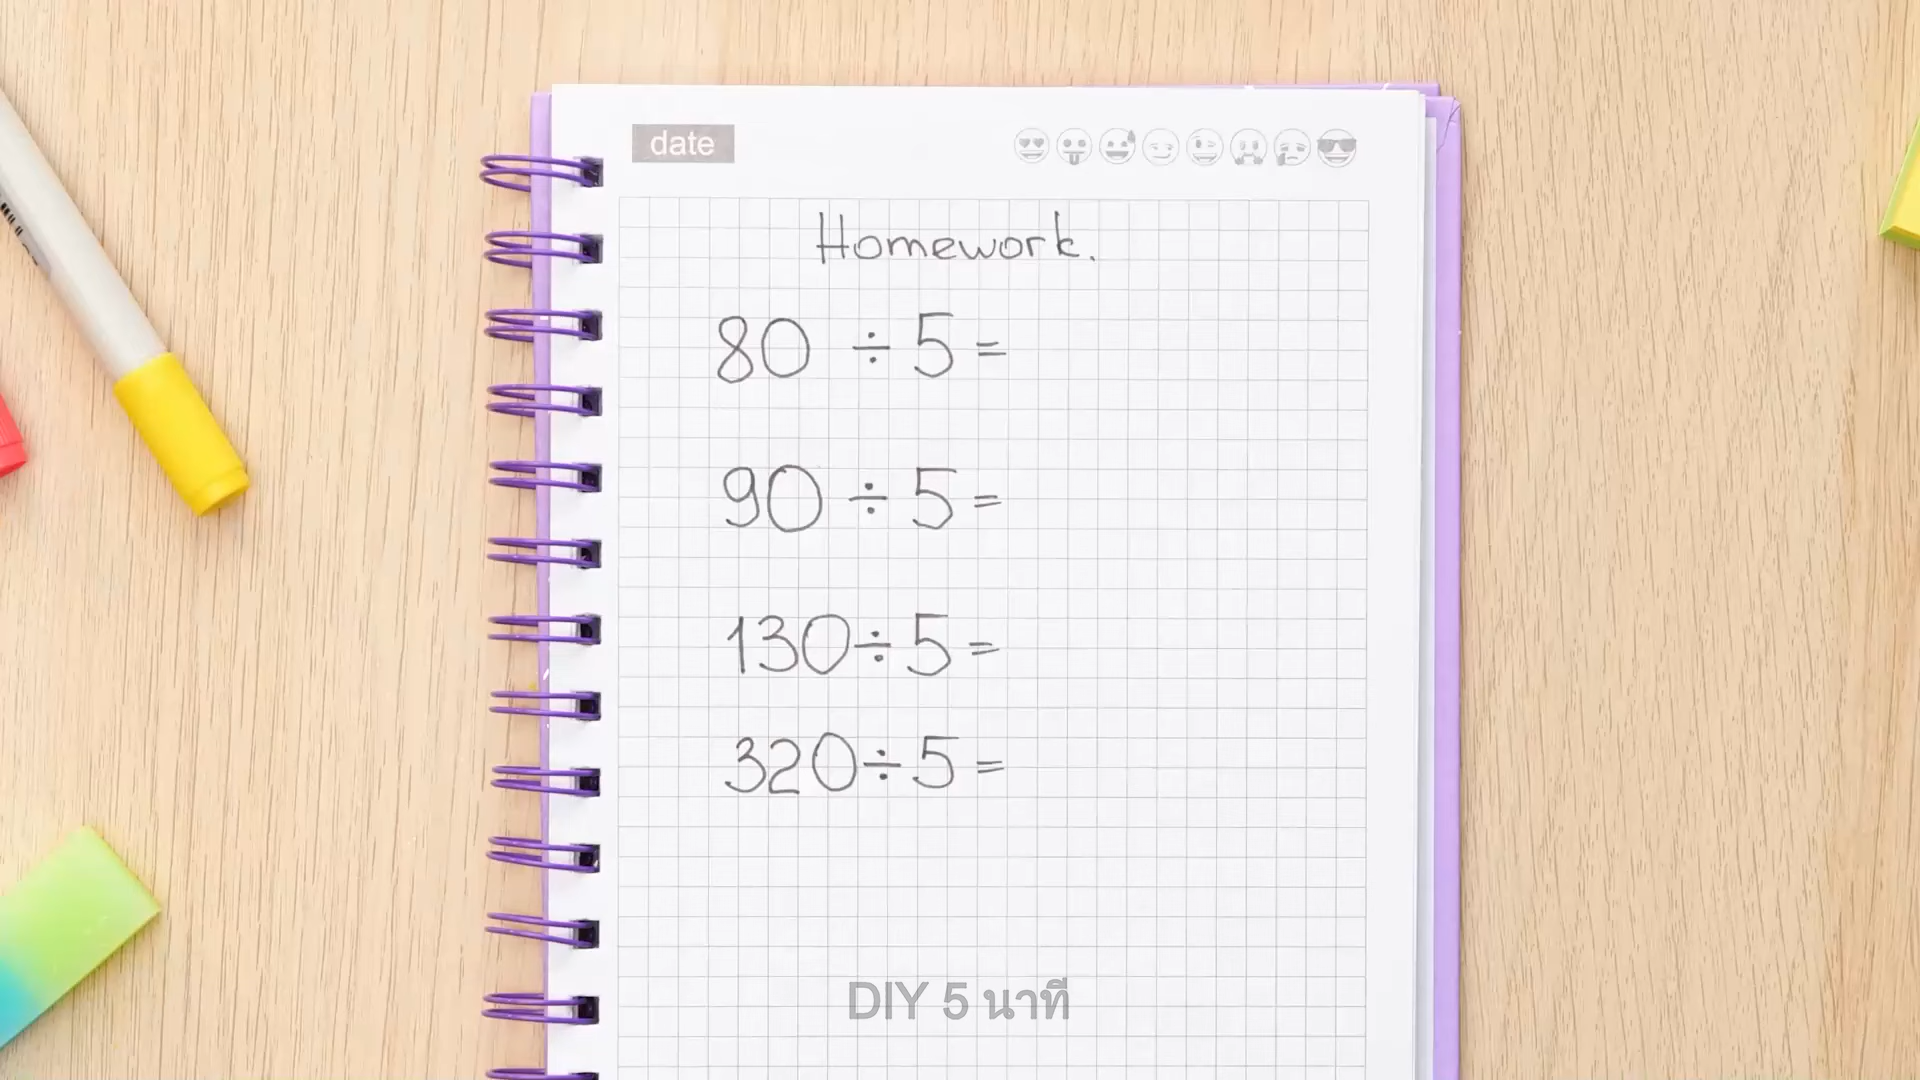 date
Homework.
80 ÷ 5 =
90 ÷ 5 =
130 ÷ 5 =
320 ÷ 5 =
DIY 5 นาที